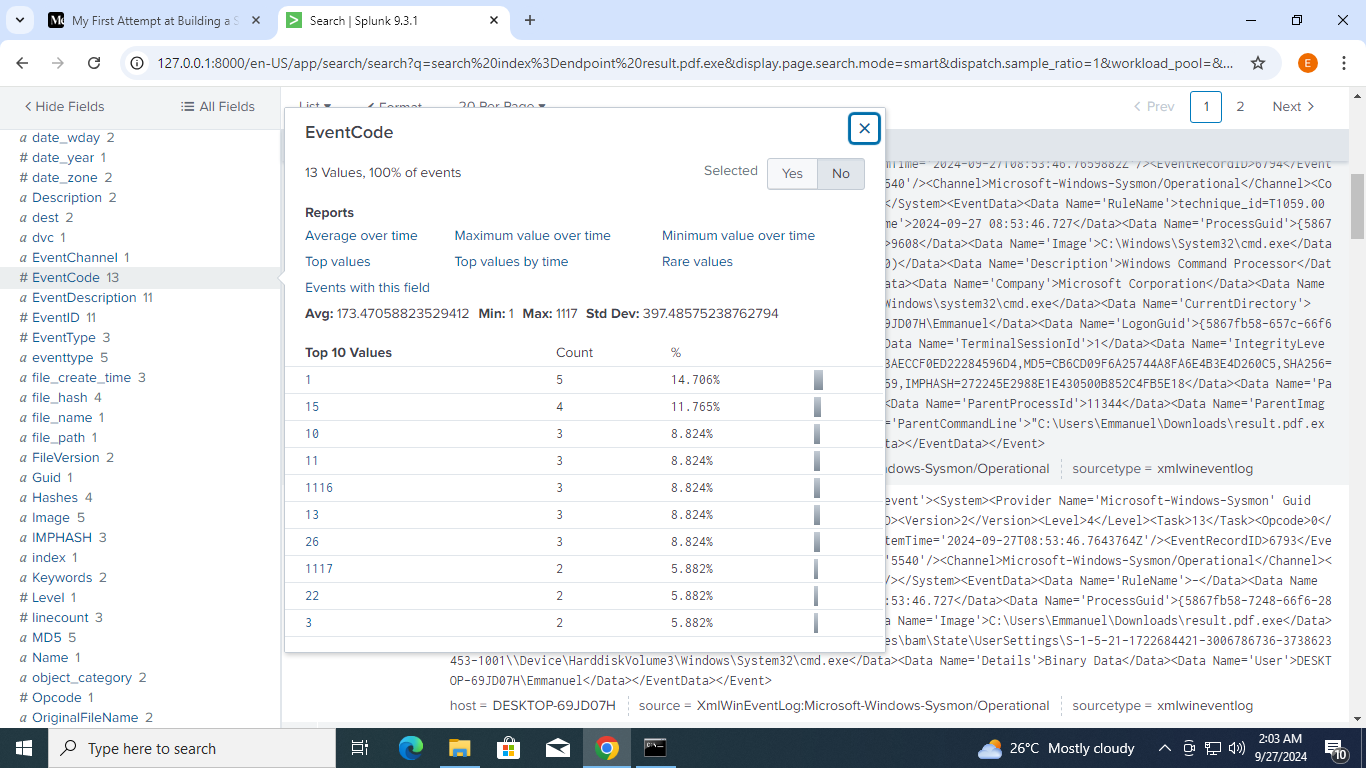 My First Attempt at Building a S
Search | Splunk 9.3.1
127.0.0.1:8000/en-US/app/search/search?q=search%20index%3Dendpoint%20result.pdf.exe&display.page.search.mode=smart&dispatch.sample_ratio=1&workload_pool=&...
E
Hide Fields
All Fields
List
Format
20 Per Page
Prev
1
2
Next
a date_wday 2
# date_year 1
# date_zone 2
a Description 2
a dest 2
a dvc 1
a EventChannel 1
# EventCode 13
a EventDescription 11
# EventID 11
# EventType 3
a eventtype 5
a file_create_time 3
a file_hash 4
a file_name 1
a file_path 1
a FileVersion 2
a Guid 1
a Hashes 4
a Image 5
a IMPHASH 3
a index 1
a Keywords 2
# Level 1
# linecount 3
a MD5 5
a Name 1
a object_category 2
# Opcode 1
a OriginalFileName 2
EventCode
13 Values, 100% of events
Selected
Yes
No
Reports
Average over time
Maximum value over time
Minimum value over time
Top values
Top values by time
Rare values
Events with this field
Avg: 173.47058823529412 Min: 1 Max: 1117 Std Dev: 397.48575238762794
Top 10 Values Count %
1 5 14.706%
15 4 11.765%
10 3 8.824%
11 3 8.824%
1116 3 8.824%
13 3 8.824%
26 3 8.824%
1117 2 5.882%
22 2 5.882%
3 2 5.882%
mTime='2024-09-27T08:53:46.7659882Z'/><EventRecordID>6794</Event
540'/><Channel>Microsoft-Windows-Sysmon/Operational</Channel><Co
</System><EventData><Data Name='RuleName'>technique_id=T1059.00
me'>2024-09-27 08:53:46.727</Data><Data Name='ProcessGuid'>{5867
>9608</Data><Data Name='Image'>C:\Windows\System32\cmd.exe</Data
0)</Data><Data Name='Description'>Windows Command Processor</Dat
ata><Data Name='Company'>Microsoft Corporation</Data><Data Name
Windows\system32\cmd.exe</Data><Data Name='CurrentDirectory'>
9JD07H\Emmanuel</Data><Data Name='LogonGuid'>{5867fb58-657c-66f6
Data Name='TerminalSessionId'>1</Data><Data Name='IntegrityLeve
3AECCF0ED22284596D4,MD5=CB6CD09F6A25744A8FA6E4B3E4D260C5,SHA256=
59,IMPHASH=272245E2988E1E430500B852C4FB5E18</Data><Data Name='Pa
<Data Name='ParentProcessId'>11344</Data><Data Name='ParentImag
'ParentCommandLine'>"C:\Users\Emmanuel\Downloads\result.pdf.ex
ta></EventData></Event>
ndows-Sysmon/Operational
sourcetype = xmlwineventlog
event'><System><Provider Name='Microsoft-Windows-Sysmon' Guid
D><Version>2</Version><Level>4</Level><Task>13</Task><Opcode>0</
temTime='2024-09-27T08:53:46.7643764Z'/><EventRecordID>6793</Eve
'5540'/><Channel>Microsoft-Windows-Sysmon/Operational</Channel><
/></System><EventData><Data Name='RuleName'>-</Data><Data Name
:53:46.727</Data><Data Name='ProcessGuid'>{5867fb58-7248-66f6-28
a Name='Image'>C:\Users\Emmanuel\Downloads\result.pdf.exe</Data>
es\bam\State\UserSettings\S-1-5-21-1722684421-3006786736-3738623
453-1001\\Device\HarddiskVolume3\Windows\System32\cmd.exe</Data><Data Name='Details'>Binary Data</Data><Data Name='User'>DESKT
OP-69JD07H\Emmanuel</Data></EventData></Event>
host = DESKTOP-69JD07H
source = XmlWinEventLog:Microsoft-Windows-Sysmon/Operational
sourcetype = xmlwineventlog
Type here to search
26°C Mostly cloudy
2:03 AM
9/27/2024
10